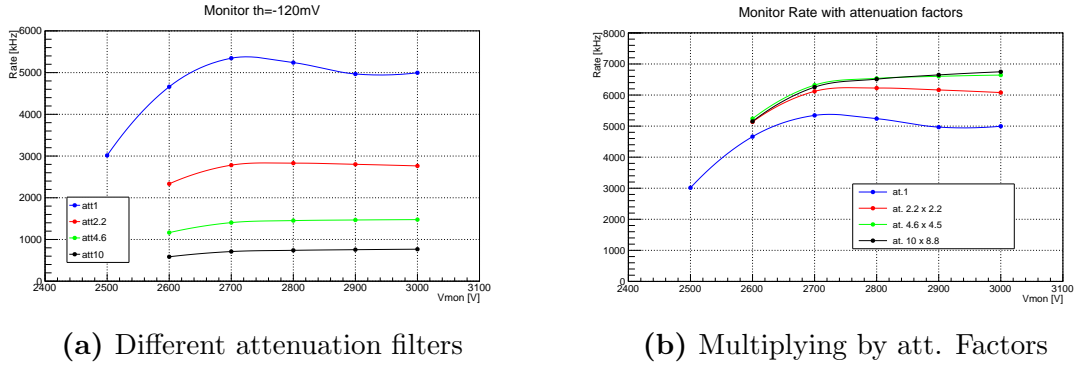 Monitor th=-120mV
Rate [kHz]
6000
5000
4000
3000
2000
1000
0
att1
att2.2
att4.6
att10
2400 2500 2600 2700 2800 2900 3000 3100
Vmon [V]
(a) Different attenuation filters
Monitor Rate with attenuation factors
Rate [kHz]
8000
7000
6000
5000
4000
3000
2000
1000
0
at.1
at. 2.2 x 2.2
at. 4.6 x 4.5
at. 10 x 8.8
2400 2500 2600 2700 2800 2900 3000 3100
Vmon [V]
(b) Multiplying by att. Factors